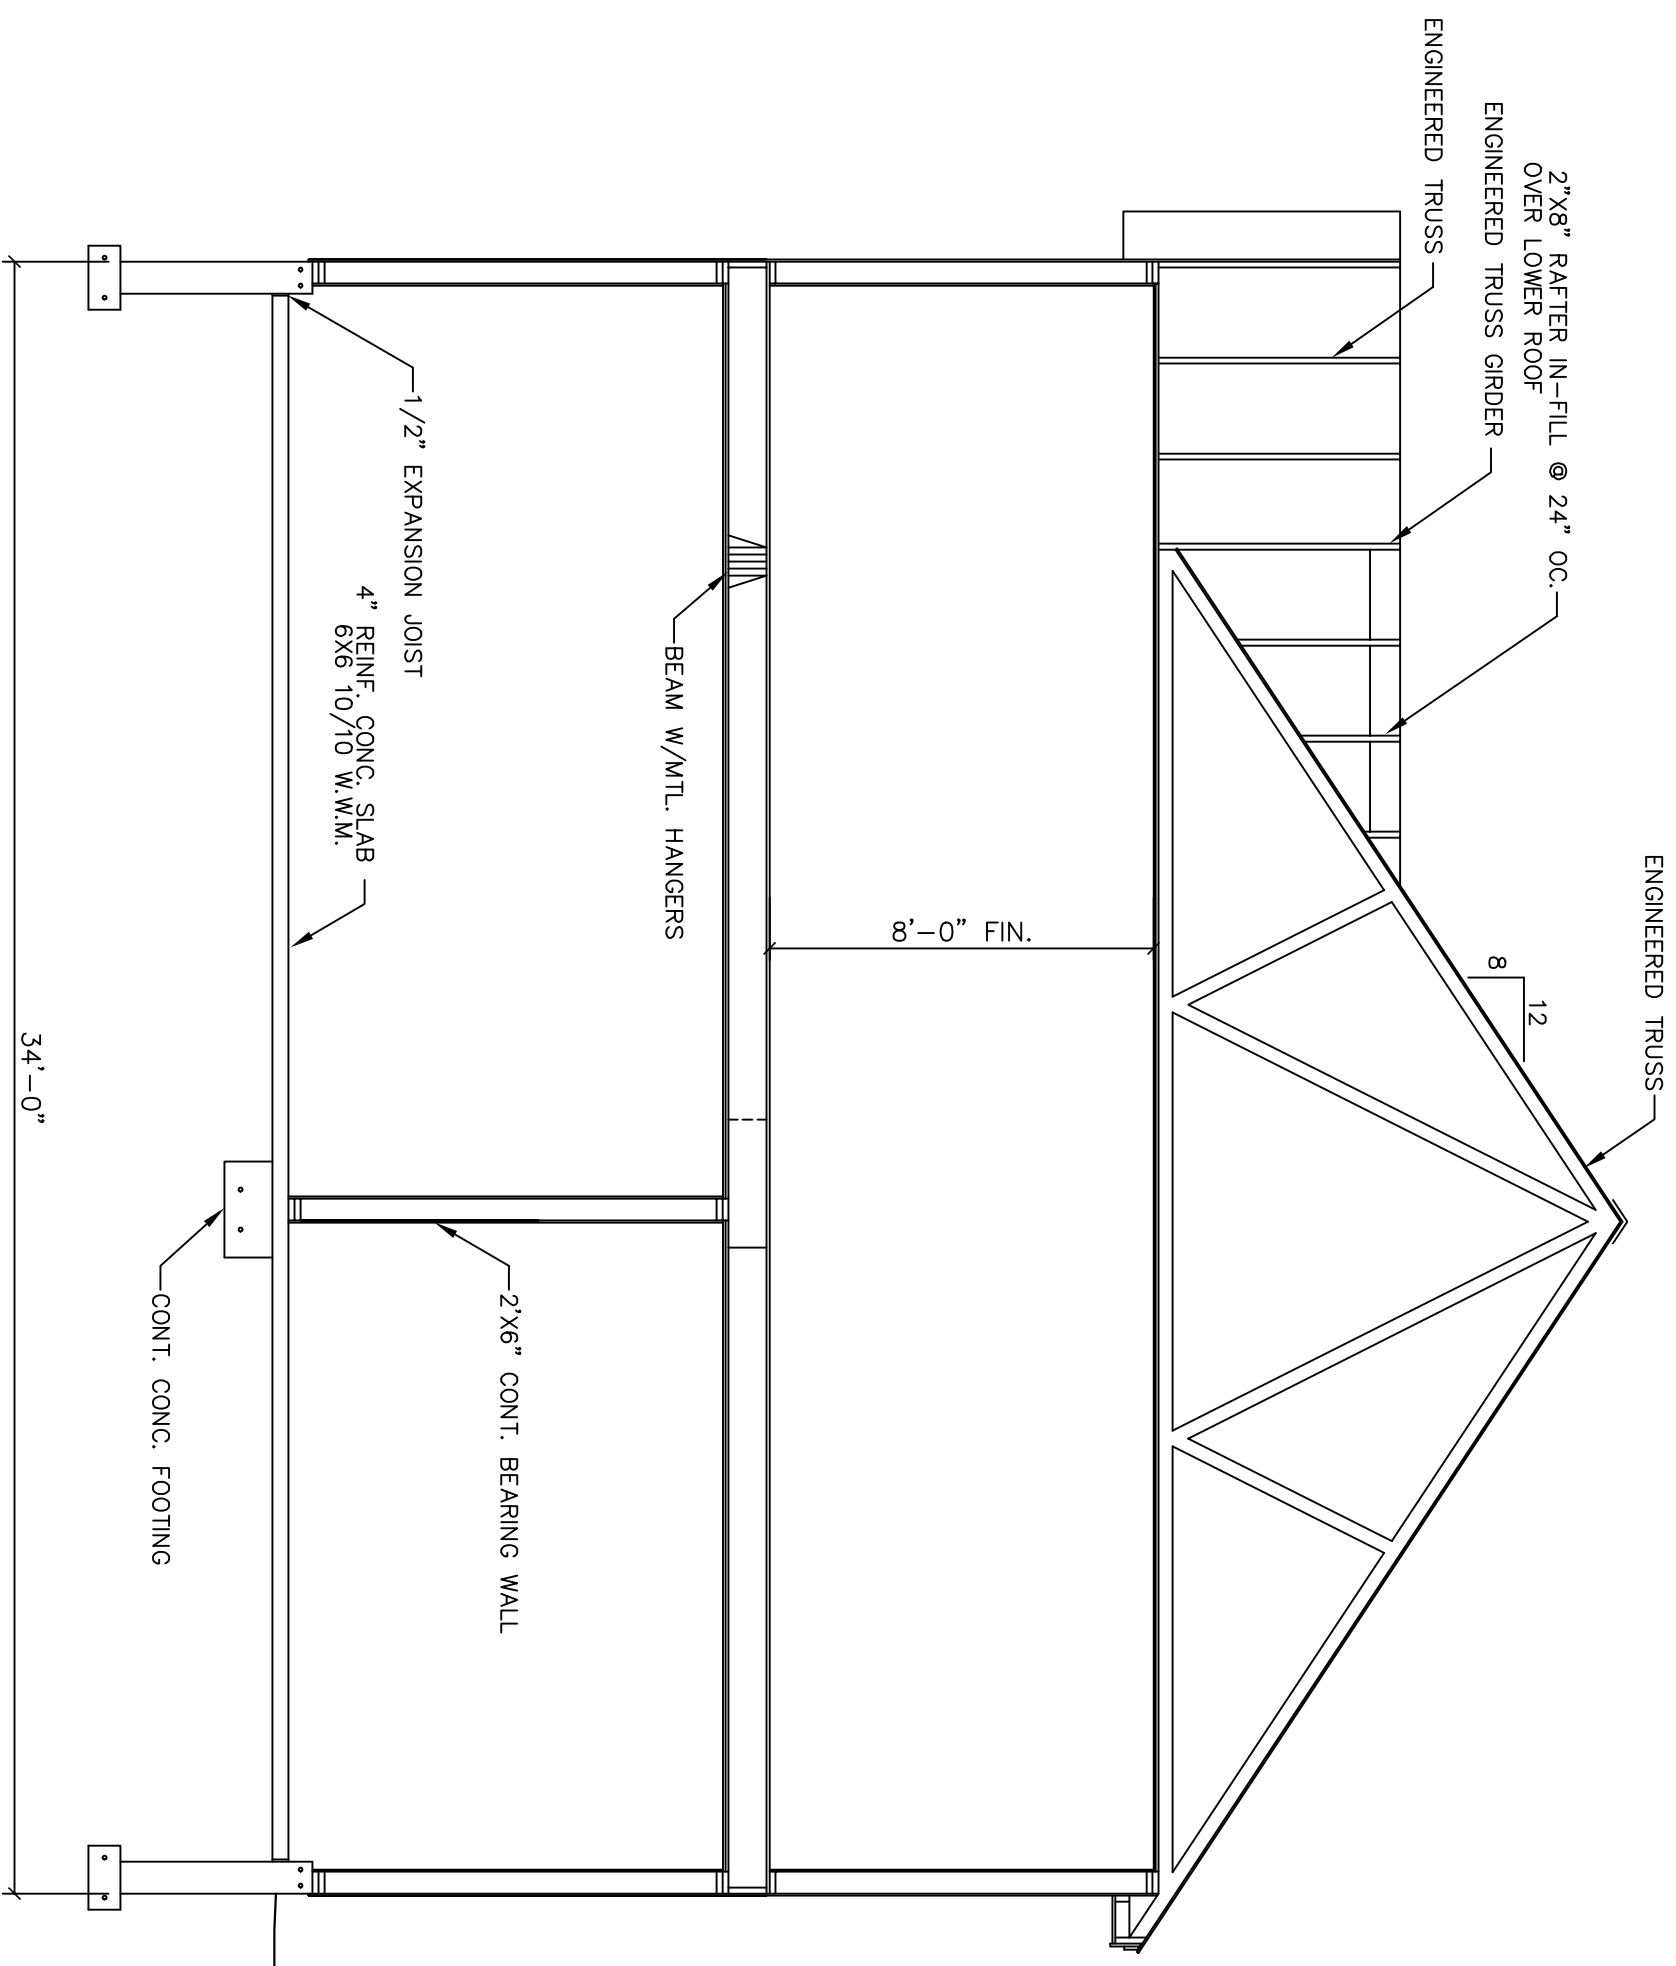 ENGINEERED TRUSS
8
12
2"X8" RAFTER IN-FILL @ 24" OC.
OVER LOWER ROOF
ENGINEERED TRUSS GIRDER
ENGINEERED TRUSS
8'-0" FIN.
BEAM W/MTL. HANGERS
2'X6" CONT. BEARING WALL
1/2" EXPANSION JOIST
4" REINF. CONC. SLAB
6X6 10/10 W.W.M.
CONT. CONC. FOOTING
34'-0"